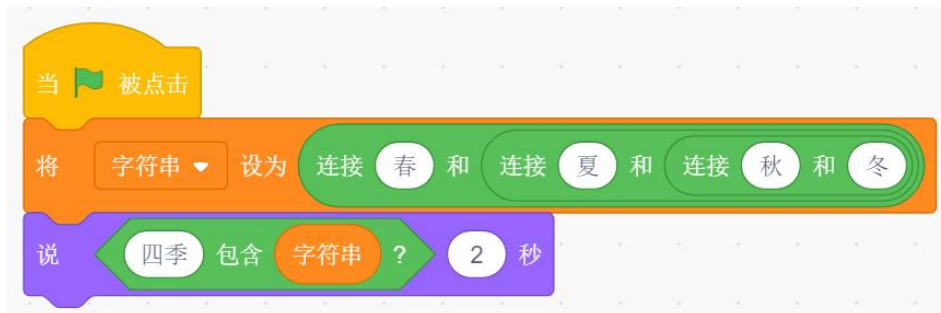 当 被点击
将 字符串 设为 连接 春 和 连接 夏 和 连接 秋 和 冬
说 四季 包含 字符串 ? 2 秒